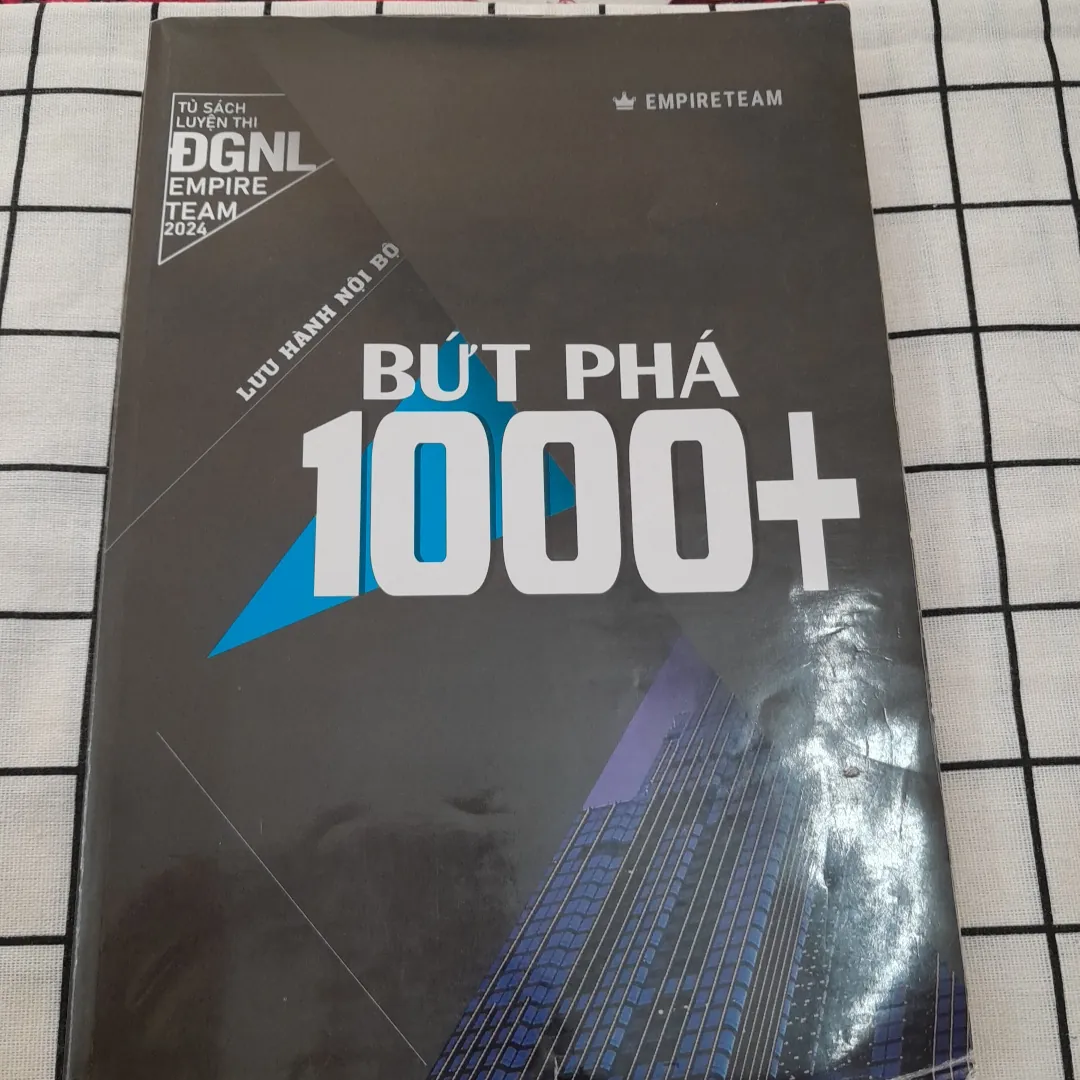 TỦ SÁCH
LUYỆN THI
ĐGNL
EMPIRE
TEAM
2024
EMPIRETEAM
LƯU HÀNH NỘI BỘ
BỨT PHÁ
1000+